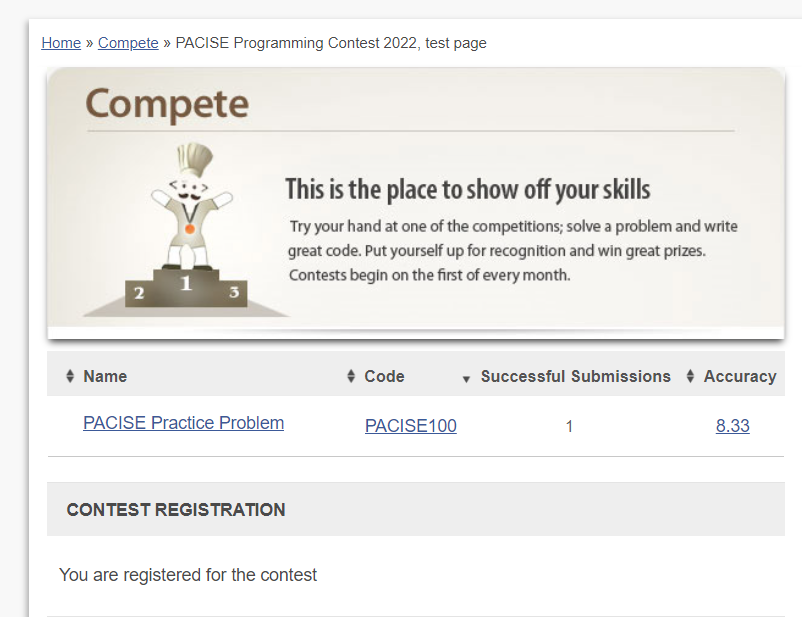 Home » Compete » PACISE Programming Contest 2022, test page
Compete
This is the place to show off your skills
Try your hand at one of the competitions; solve a problem and write
great code. Put yourself up for recognition and win great prizes.
Contests begin on the first of every month.
2 1 3
Name Code Successful Submissions Accuracy
PACISE Practice Problem PACISE100 1 8.33
CONTEST REGISTRATION
You are registered for the contest